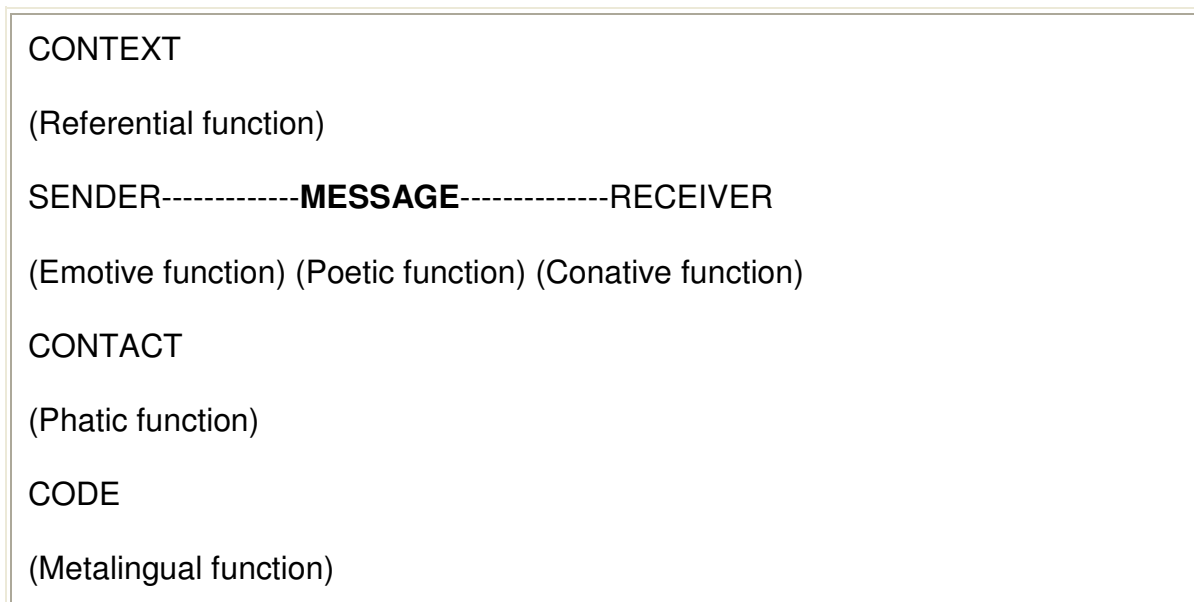 CONTEXT
(Referential function)
SENDER-------------MESSAGE--------------RECEIVER
(Emotive function) (Poetic function) (Conative function)
CONTACT
(Phatic function)
CODE
(Metalingual function)